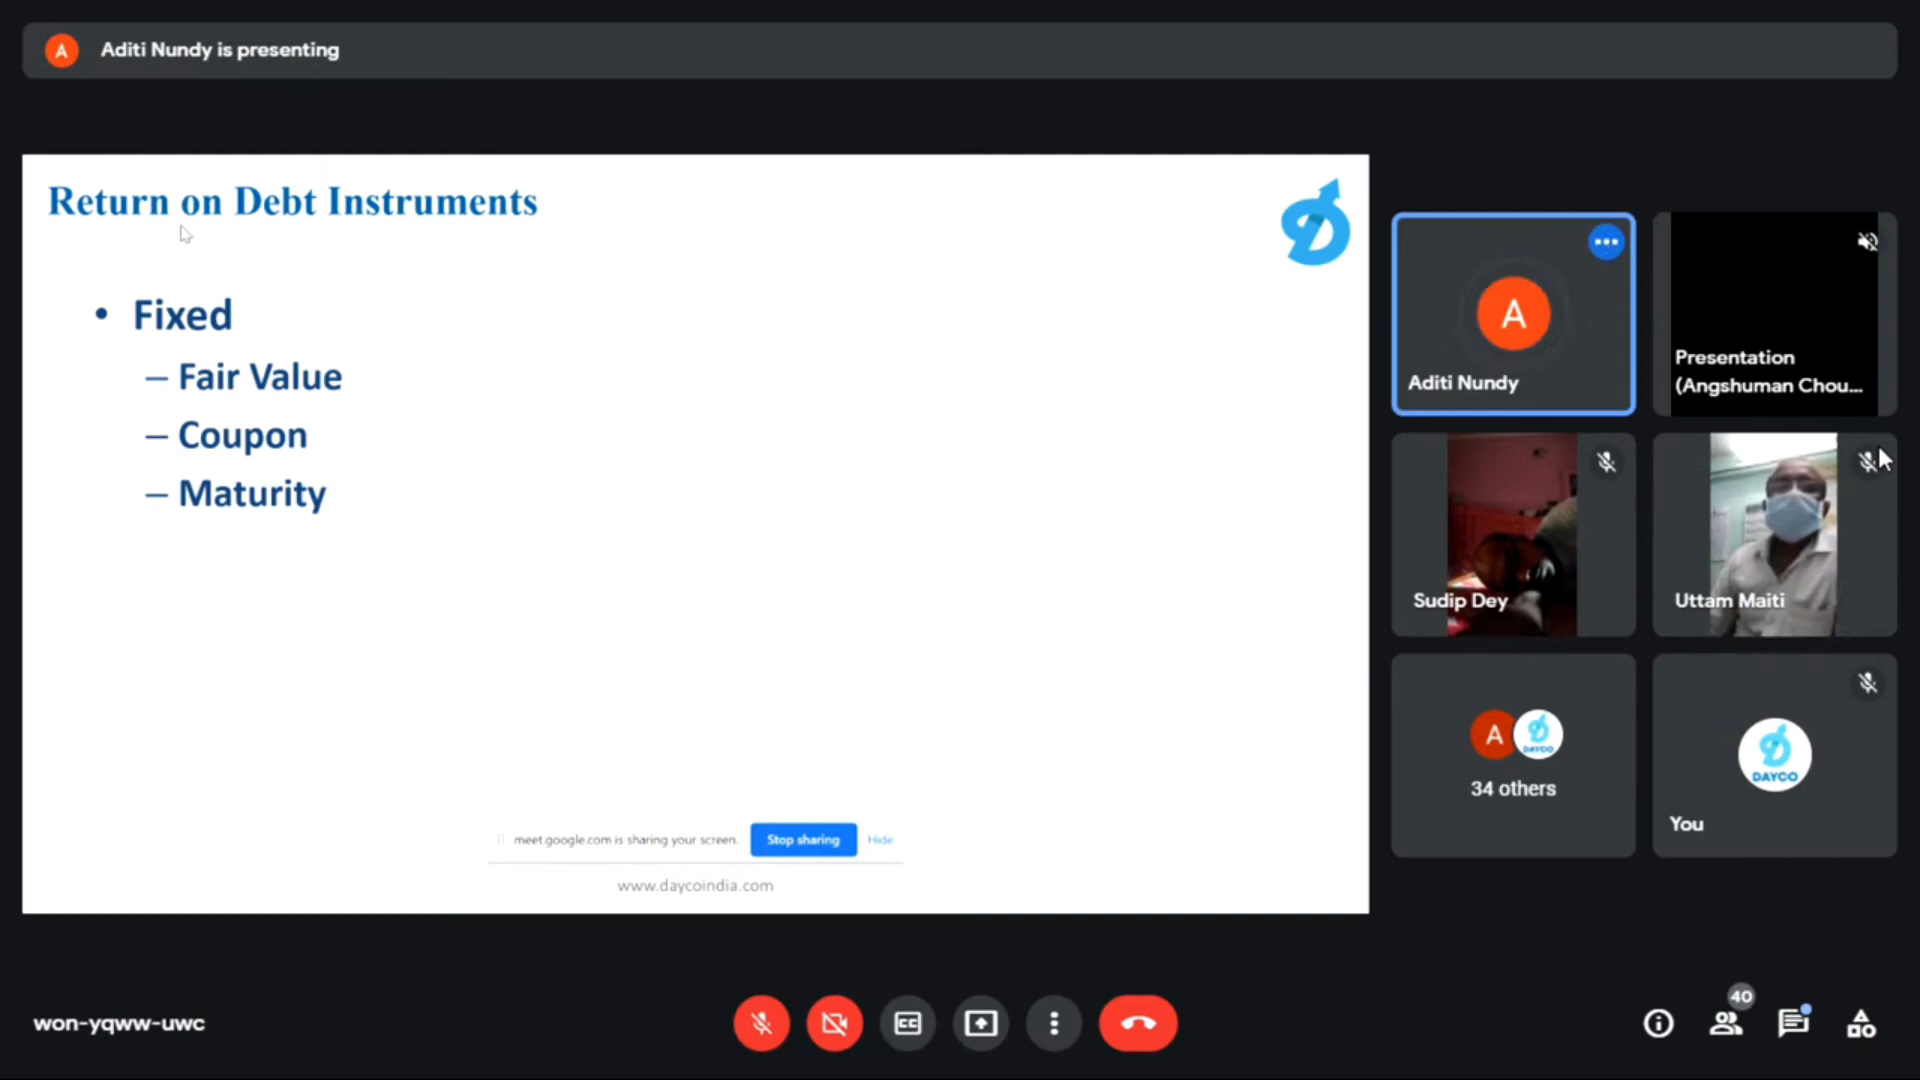 A Aditi Nundy is presenting
Return on Debt Instruments
• Fixed
– Fair Value
– Coupon
– Maturity
meet.google.com is sharing your screen. Stop sharing Hide
www.daycoindia.com
A
Aditi Nundy
Presentation
(Angshuman Chou...
Sudip Dey
Uttam Maiti
A DAYCO
34 others
DAYCO
You
won-yqww-uwc
CC
40